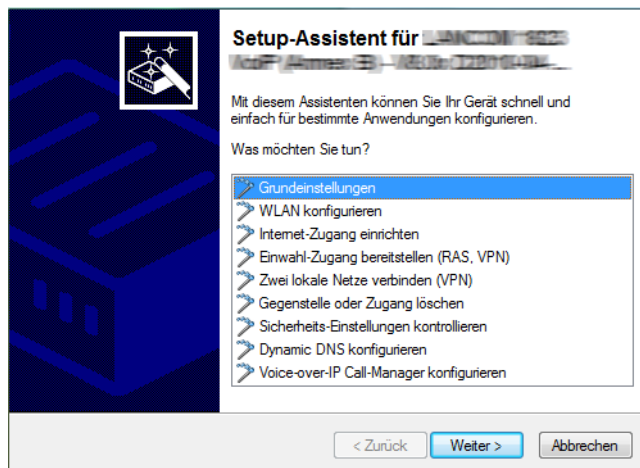 Setup-Assistent für
Mit diesem Assistenten können Sie Ihr Gerät schnell und
einfach für bestimmte Anwendungen konfigurieren.
Was möchten Sie tun?
Grundeinstellungen
WLAN konfigurieren
Internet-Zugang einrichten
Einwahl-Zugang bereitstellen (RAS, VPN)
Zwei lokale Netze verbinden (VPN)
Gegenstelle oder Zugang löschen
Sicherheits-Einstellungen kontrollieren
Dynamic DNS konfigurieren
Voice-over-IP Call-Manager konfigurieren
< Zurück Weiter > Abbrechen